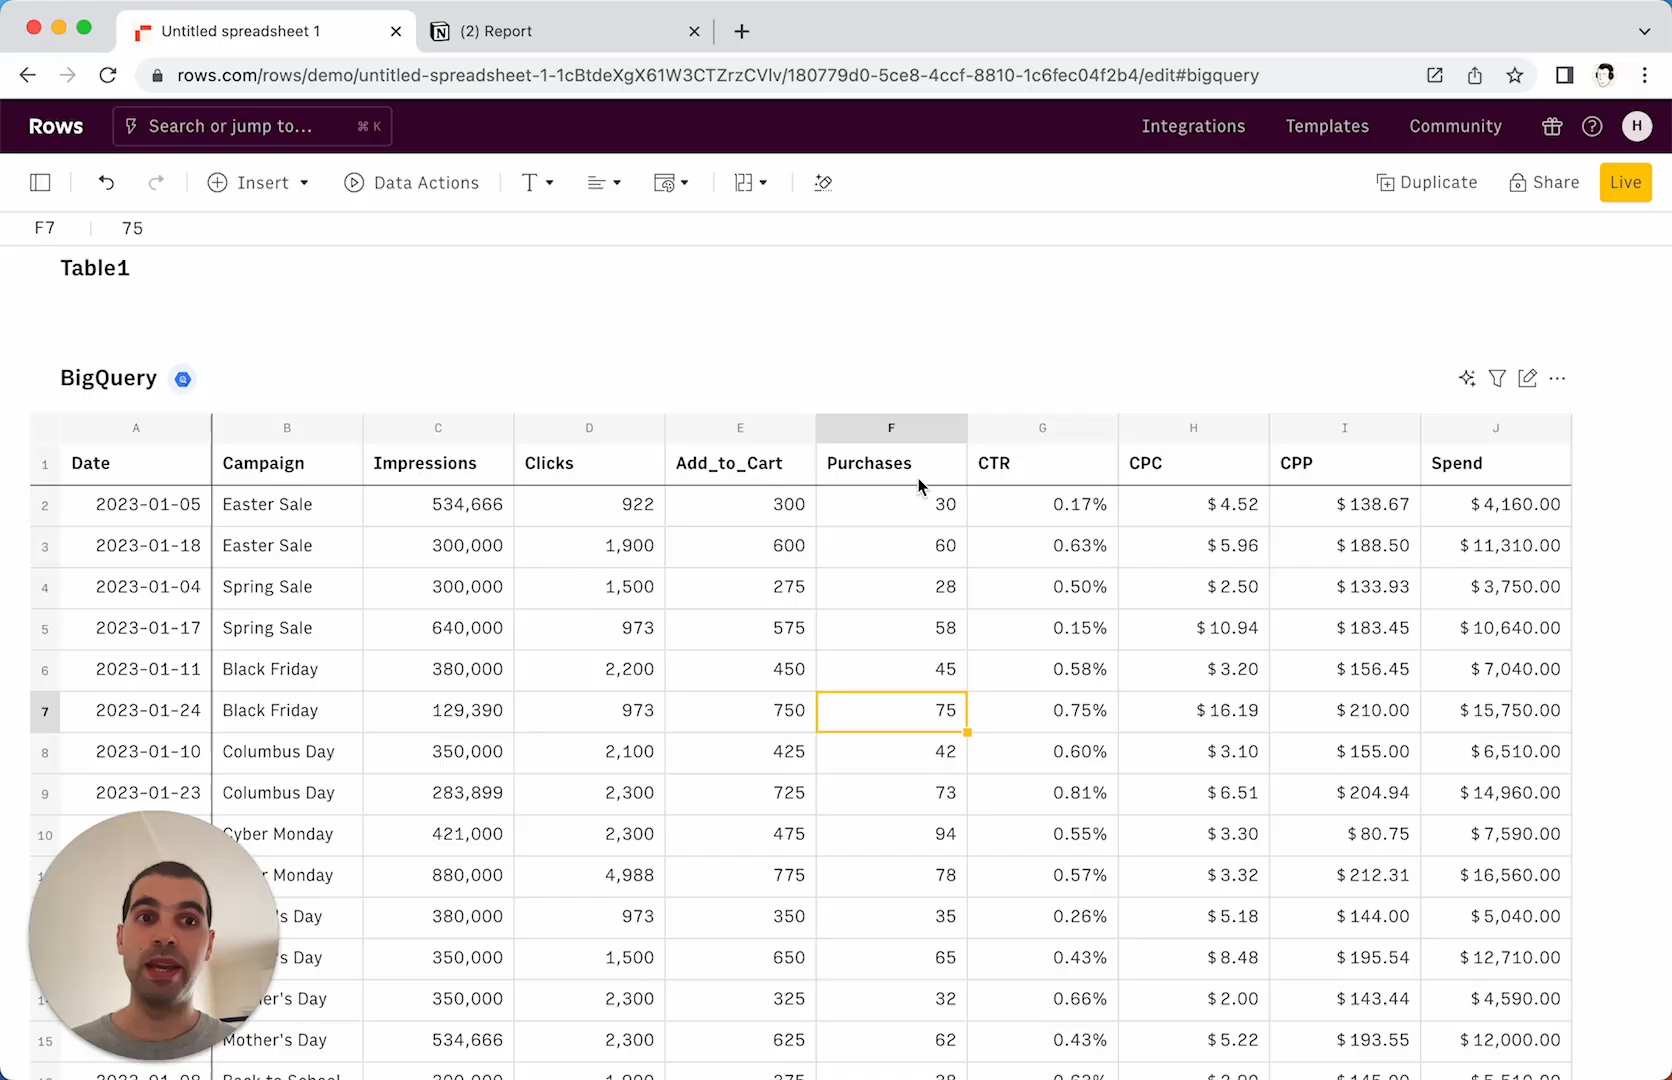 Untitled spreadsheet 1
(2) Report
rows.com/rows/demo/untitled-spreadsheet-1-1cBtdeXgX61W3CTZrzCVlv/180779d0-5ce8-4ccf-8810-1c6fec04f2b4/edit#bigquery
Rows Search or jump to... ⌘ K Integrations Templates Community H
Insert Data Actions T Duplicate Share Live
F7 75
Table1
BigQuery
A B C D E F G H I J
1 Date Campaign Impressions Clicks Add_to_Cart Purchases CTR CPC CPP Spend
2 2023-01-05 Easter Sale 534,666 922 300 30 0.17% $ 4.52 $ 138.67 $ 4,160.00
3 2023-01-18 Easter Sale 300,000 1,900 600 60 0.63% $ 5.96 $ 188.50 $ 11,310.00
4 2023-01-04 Spring Sale 300,000 1,500 275 28 0.50% $ 2.50 $ 133.93 $ 3,750.00
5 2023-01-17 Spring Sale 640,000 973 575 58 0.15% $ 10.94 $ 183.45 $ 10,640.00
6 2023-01-11 Black Friday 380,000 2,200 450 45 0.58% $ 3.20 $ 156.45 $ 7,040.00
7 2023-01-24 Black Friday 129,390 973 750 75 0.75% $ 16.19 $ 210.00 $ 15,750.00
8 2023-01-10 Columbus Day 350,000 2,100 425 42 0.60% $ 3.10 $ 155.00 $ 6,510.00
9 2023-01-23 Columbus Day 283,899 2,300 725 73 0.81% $ 6.51 $ 204.94 $ 14,960.00
10 Cyber Monday 421,000 2,300 475 94 0.55% $ 3.30 $ 80.75 $ 7,590.00
Monday 880,000 4,988 775 78 0.57% $ 3.32 $ 212.31 $ 16,560.00
's Day 380,000 973 350 35 0.26% $ 5.18 $ 144.00 $ 5,040.00
's Day 350,000 1,500 650 65 0.43% $ 8.48 $ 195.54 $ 12,710.00
er's Day 350,000 2,300 325 32 0.66% $ 2.00 $ 143.44 $ 4,590.00
15 Mother's Day 534,666 2,300 625 62 0.43% $ 5.22 $ 193.55 $ 12,000.00